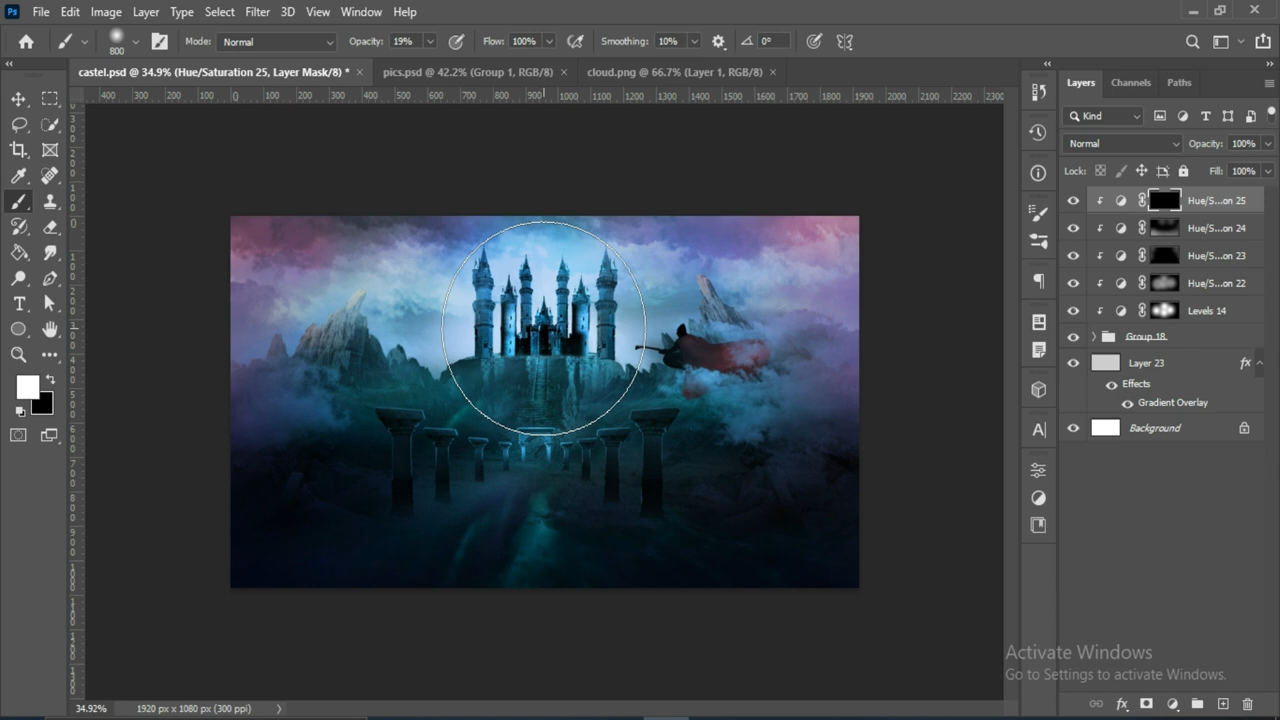 Ps File Edit Image Layer Type Select Filter 3D View Window Help
800 Mode: Normal Opacity: 19% Flow: 100% Smoothing: 10% 0°
castel.psd @ 34.9% (Hue/Saturation 25, Layer Mask/8) * × pics.psd @ 42.2% (Group 1, RGB/8) × cloud.png @ 66.7% (Layer 1, RGB/8) ×
400 300 200 100 0 100 200 300 400 500 600 700 800 900 1000 1100 1200 1300 1400 1500 1600 1700 1800 1900 2000 2100 2200 2300
Layers Channels Paths
Kind
Normal Opacity: 100%
Lock: Fill: 100%
Hue/S...on 25
Hue/S...on 24
Hue/S...on 23
Hue/S...on 22
Levels 14
Group 18
Layer 23 fx
Effects
Gradient Overlay
Background
Activate Windows
Go to Settings to activate Windows.
34.92% 1920 px x 1080 px (300 ppi)